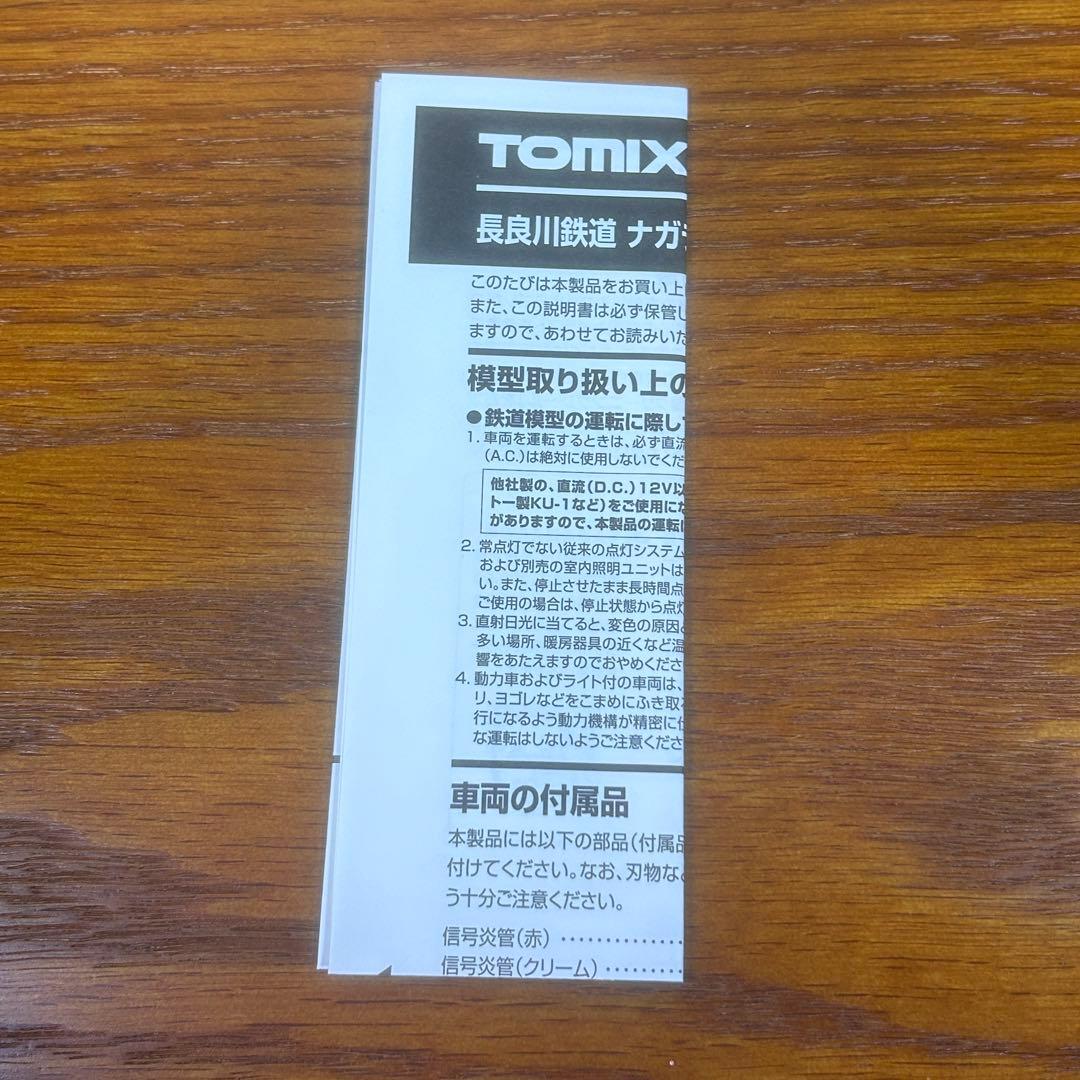 TOMIX
長良川鉄道 ナガ
このたびは本製品をお買い上
また、この説明書は必ず保管し
ますので、あわせてお読みいた
模型取り扱い上の
●鉄道模型の運転に際し
1. 車両を運転するときは、必ず直流
(A.C.)は絶対に使用しないでくだ
他社製の、直流(D.C.)12V以
トー製KU-1など)をご使用にな
がありますので、本製品の運転に
2. 常点灯でない従来の点灯システム
および別売の室内照明ユニットは
い。また、停止させたまま長時間点
ご使用の場合は、停止状態から点灯
3. 直射日光に当てると、変色の原因と
多い場所、暖房器具の近くなど温
響をあたえますのでおやめくださ
4. 動力車およびライト付の車両は、
リ、ヨゴレなどをこまめにふき取
行になるよう動力機構が精密に仕
な運転はしないようご注意くださ
車両の付属品
本製品には以下の部品(付属品
付けてください。なお、刃物など
う十分ご注意ください。
信号炎管(赤) ………………
信号炎管(クリーム) …………